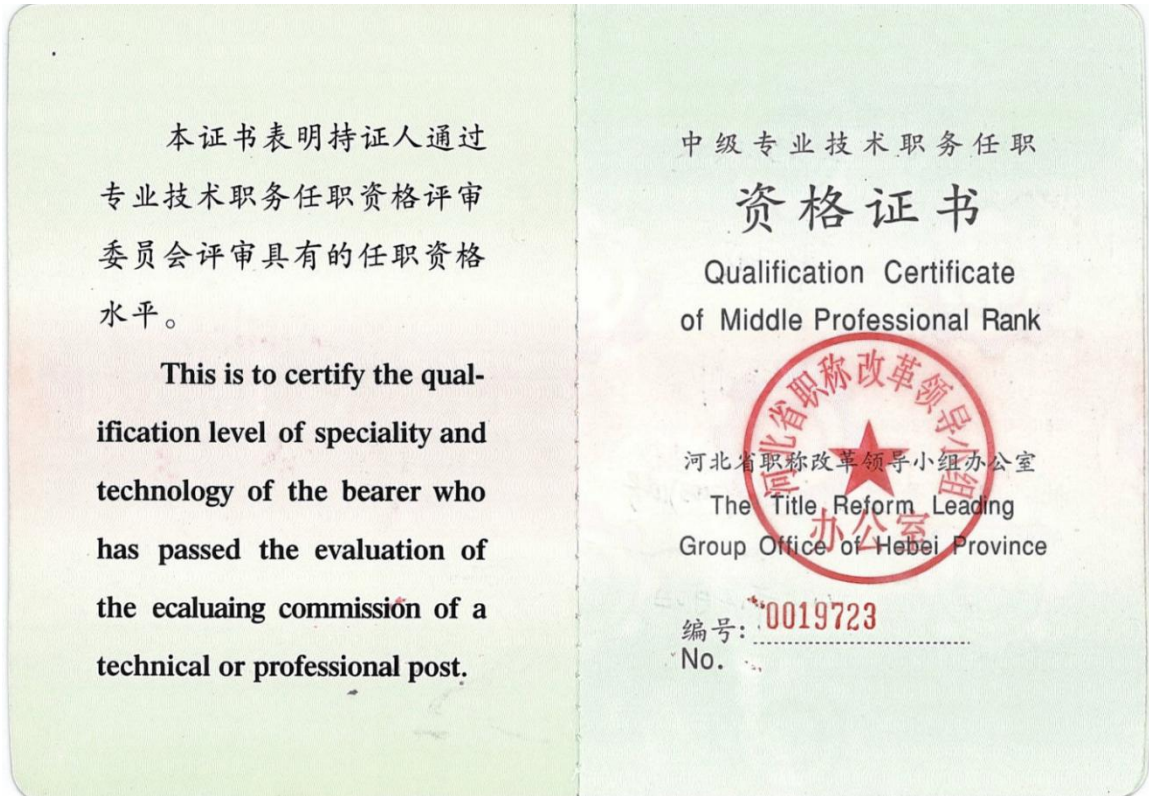 本证书表明持证人通过
专业技术职务任职资格评审
委员会评审具有的任职资格
水平。
This is to certify the qual-
ification level of speciality and
technology of the bearer who
has passed the evaluation of
the ecaluaing commission of a
technical or professional post.
中级专业技术职务任职
资格证书
Qualification Certificate
of Middle Professional Rank
河北省职称改革领导小组
办公室
河北省职称改革领导小组办公室
The Title Reform Leading
Group Office of Hebei Province
编号: 0019723
No.